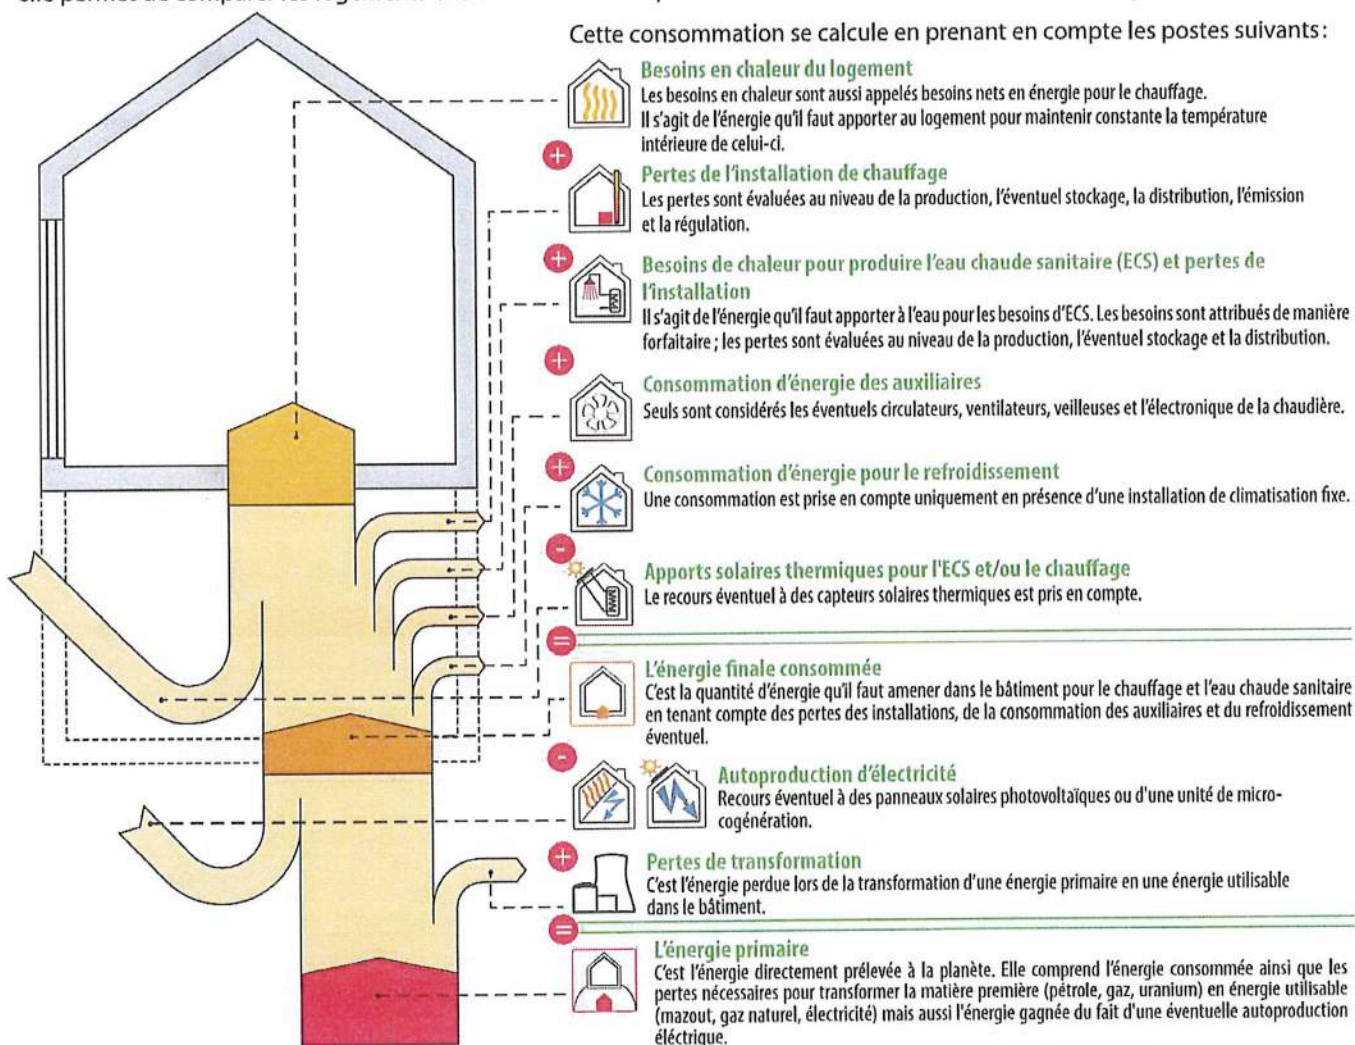 Cette consommation se calcule en prenant en compte les postes suivants :
Besoins en chaleur du logement
Les besoins en chaleur sont aussi appelés besoins nets en énergie pour le chauffage.
Il s'agit de l'énergie qu'il faut apporter au logement pour maintenir constante la température
intérieure de celui-ci.
+
Pertes de l'installation de chauffage
Les pertes sont évaluées au niveau de la production, l'éventuel stockage, la distribution, l'émission
et la régulation.
+
Besoins de chaleur pour produire l'eau chaude sanitaire (ECS) et pertes de
l'installation
Il s'agit de l'énergie qu'il faut apporter à l'eau pour les besoins d'ECS. Les besoins sont attribués de manière
forfaitaire ; les pertes sont évaluées au niveau de la production, l'éventuel stockage et la distribution.
+
Consommation d'énergie des auxiliaires
Seuls sont considérés les éventuels circulateurs, ventilateurs, veilleuses et l'électronique de la chaudière.
+
Consommation d'énergie pour le refroidissement
Une consommation est prise en compte uniquement en présence d'une installation de climatisation fixe.
-
Apports solaires thermiques pour l'ECS et/ou le chauffage
Le recours éventuel à des capteurs solaires thermiques est pris en compte.
=
L'énergie finale consommée
C'est la quantité d'énergie qu'il faut amener dans le bâtiment pour le chauffage et l'eau chaude sanitaire
en tenant compte des pertes des installations, de la consommation des auxiliaires et du refroidissement
éventuel.
-
Autoproduction d'électricité
Recours éventuel à des panneaux solaires photovoltaïques ou d'une unité de micro-
cogénération.
+
Pertes de transformation
C'est l'énergie perdue lors de la transformation d'une énergie primaire en une énergie utilisable
dans le bâtiment.
=
L'énergie primaire
C'est l'énergie directement prélevée à la planète. Elle comprend l'énergie consommée ainsi que les
pertes nécessaires pour transformer la matière première (pétrole, gaz, uranium) en énergie utilisable
(mazout, gaz naturel, électricité) mais aussi l'énergie gagnée du fait d'une éventuelle autoproduction
éléctrique.